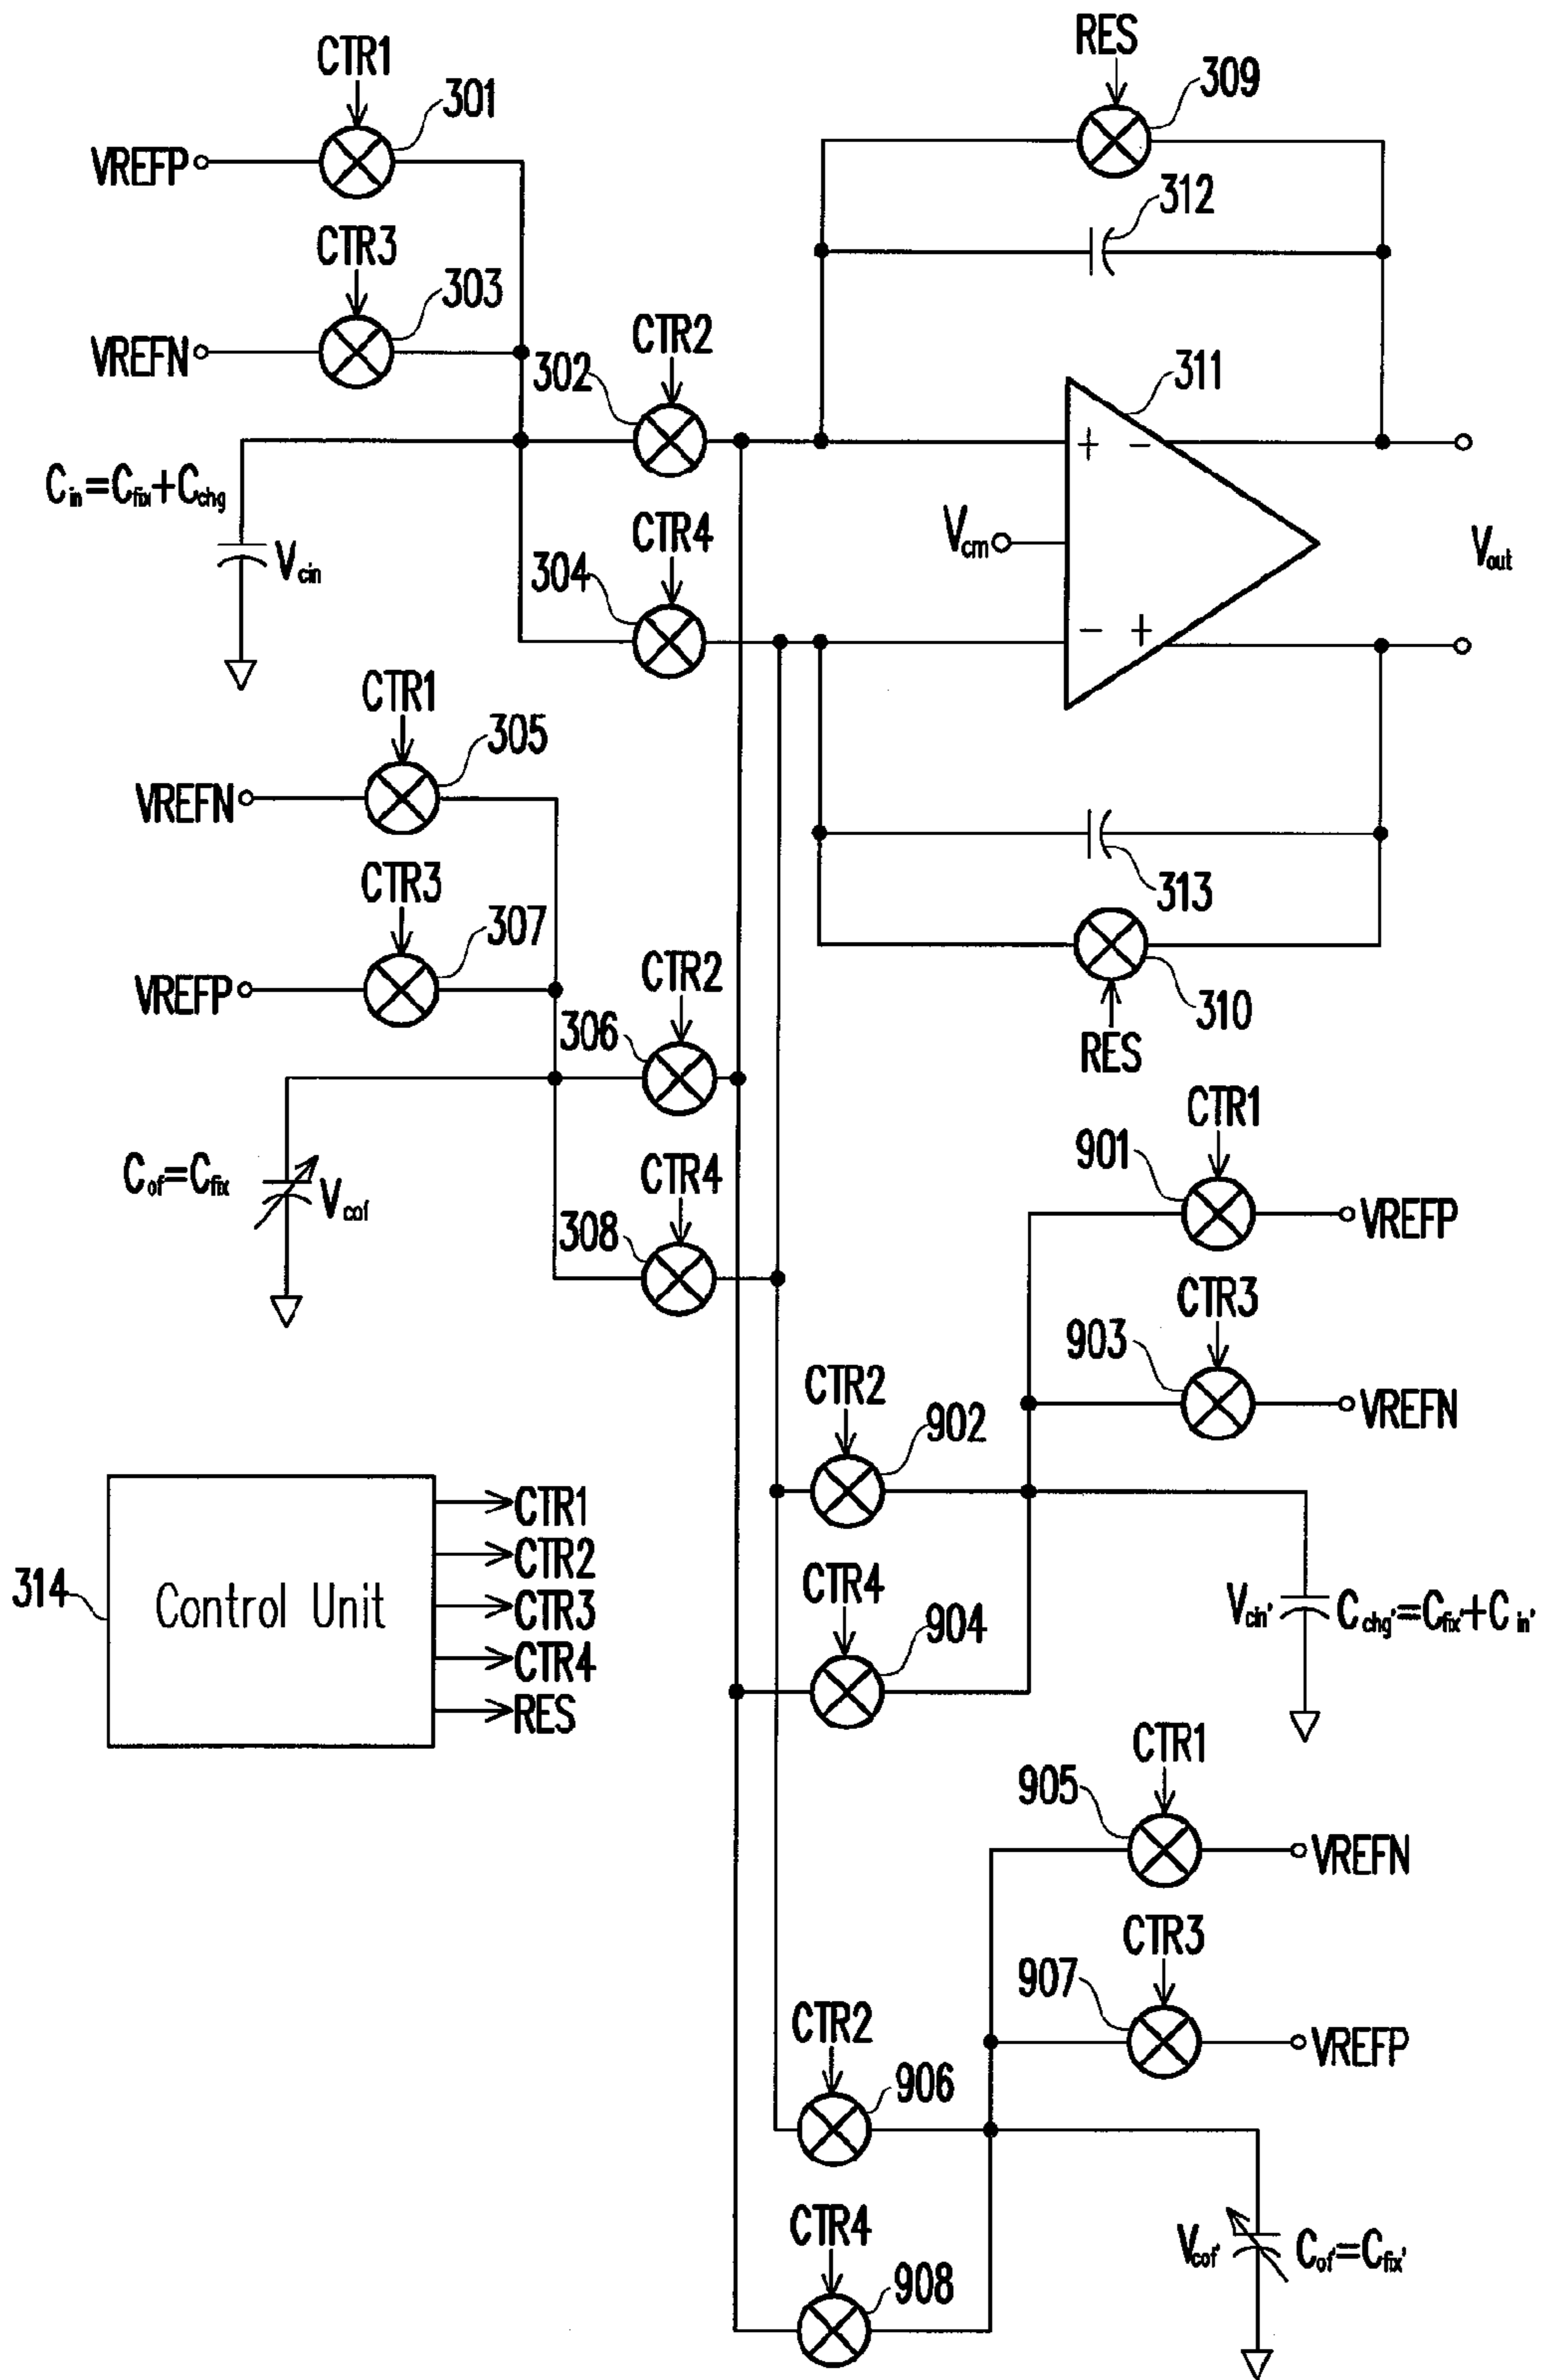 CTR1
301
VREFP
CTR3
303
VREFN
RES
309
312
CTR2
302
311
+ −
Cin=Cfix+Cchg
Vcin
CTR4
304
Vcm
Vout
− +
CTR1
305
VREFN
CTR3
307
VREFP
313
310
RES
CTR2
306
Cof=Cfix
Vcof
CTR4
308
CTR1
901
VREFP
CTR3
903
VREFN
CTR2
902
CTR4
904
Vcin'
Cchg'=Cfix'+Cin'
314
Control Unit
CTR1
CTR2
CTR3
CTR4
RES
CTR1
905
VREFN
CTR3
907
VREFP
CTR2
906
CTR4
908
Vcof'
Cof'=Cfix'